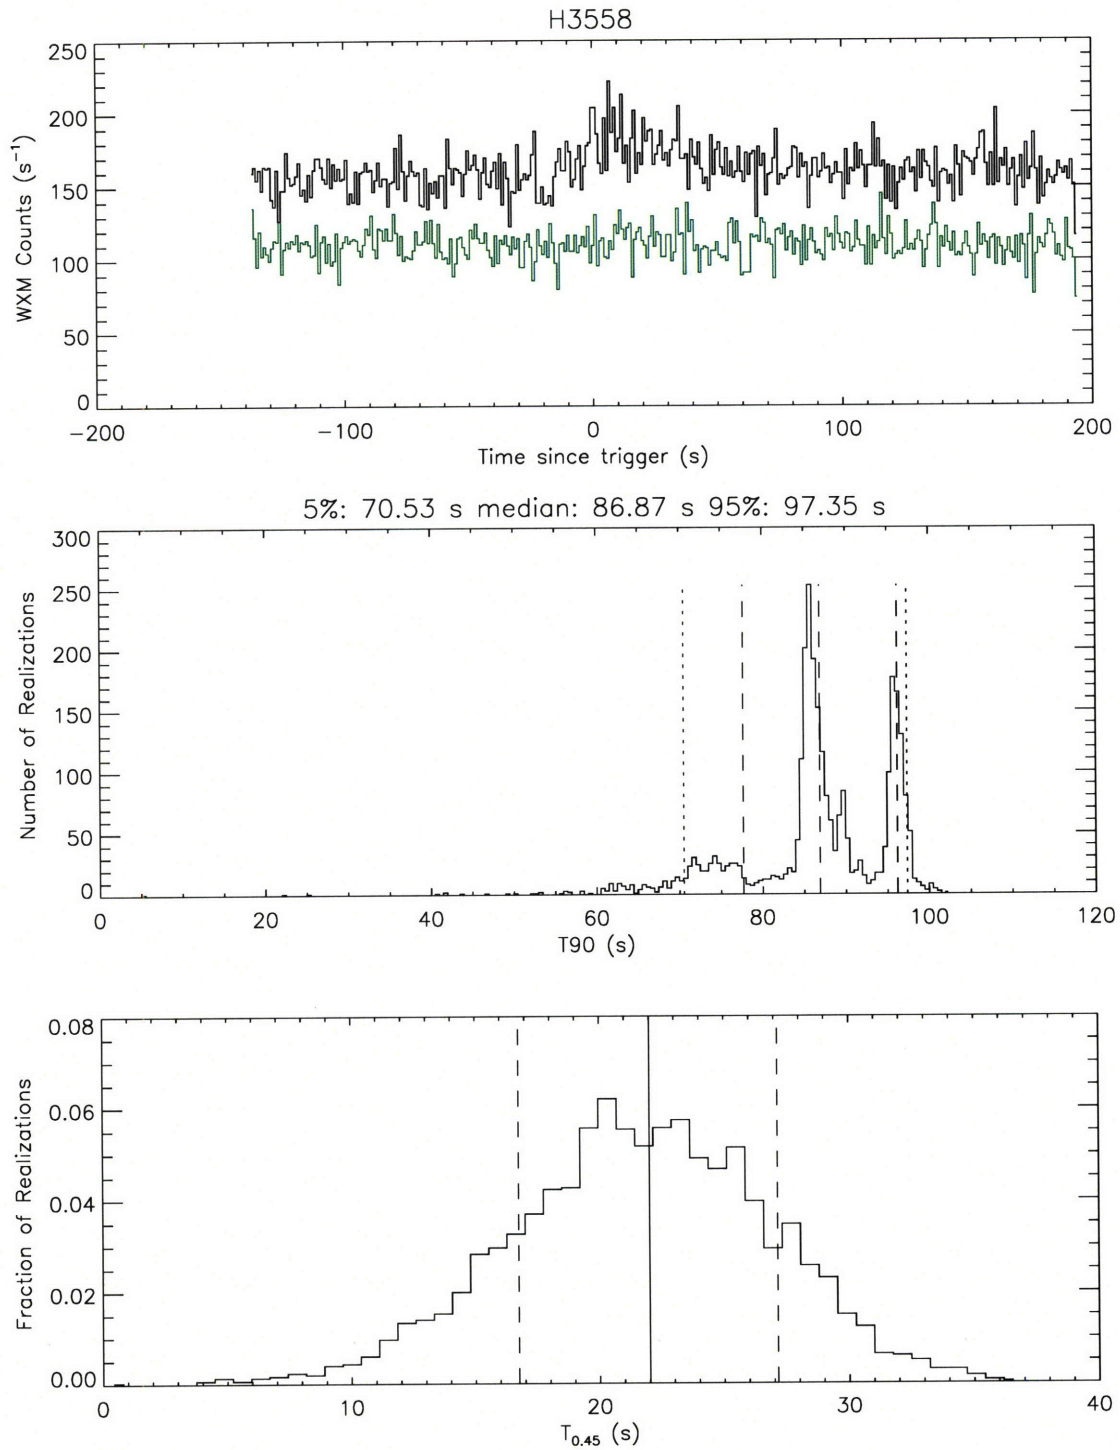 H3558
250
200
150
100
50
0
WXM Counts (s⁻¹)
−200 −100 0 100 200
Time since trigger (s)
5%: 70.53 s median: 86.87 s 95%: 97.35 s
300
250
200
150
100
50
0
Number of Realizations
0 20 40 60 80 100 120
T90 (s)
0.08
0.06
0.04
0.02
0.00
Fraction of Realizations
0 10 20 30 40
T₀.₄₅ (s)